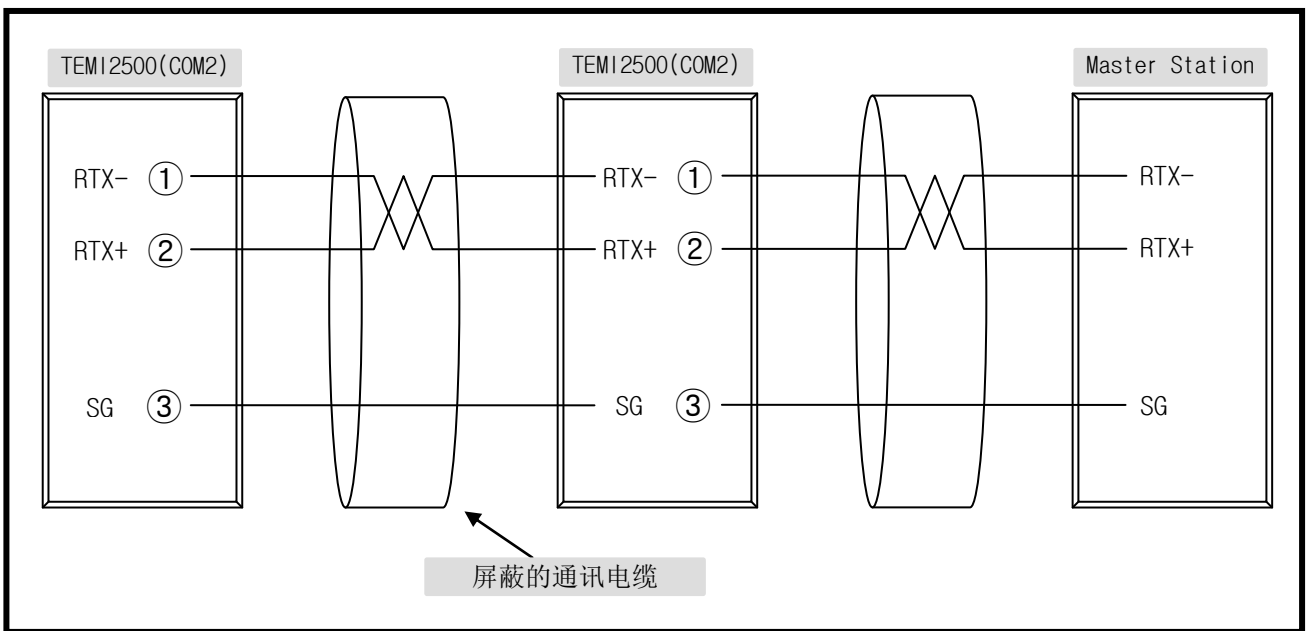 TEMI2500(COM2) TEMI2500(COM2) Master Station
RTX- ① RTX- ① RTX-
RTX+ ② RTX+ ② RTX+
SG ③ SG ③ SG
屏蔽的通讯电缆